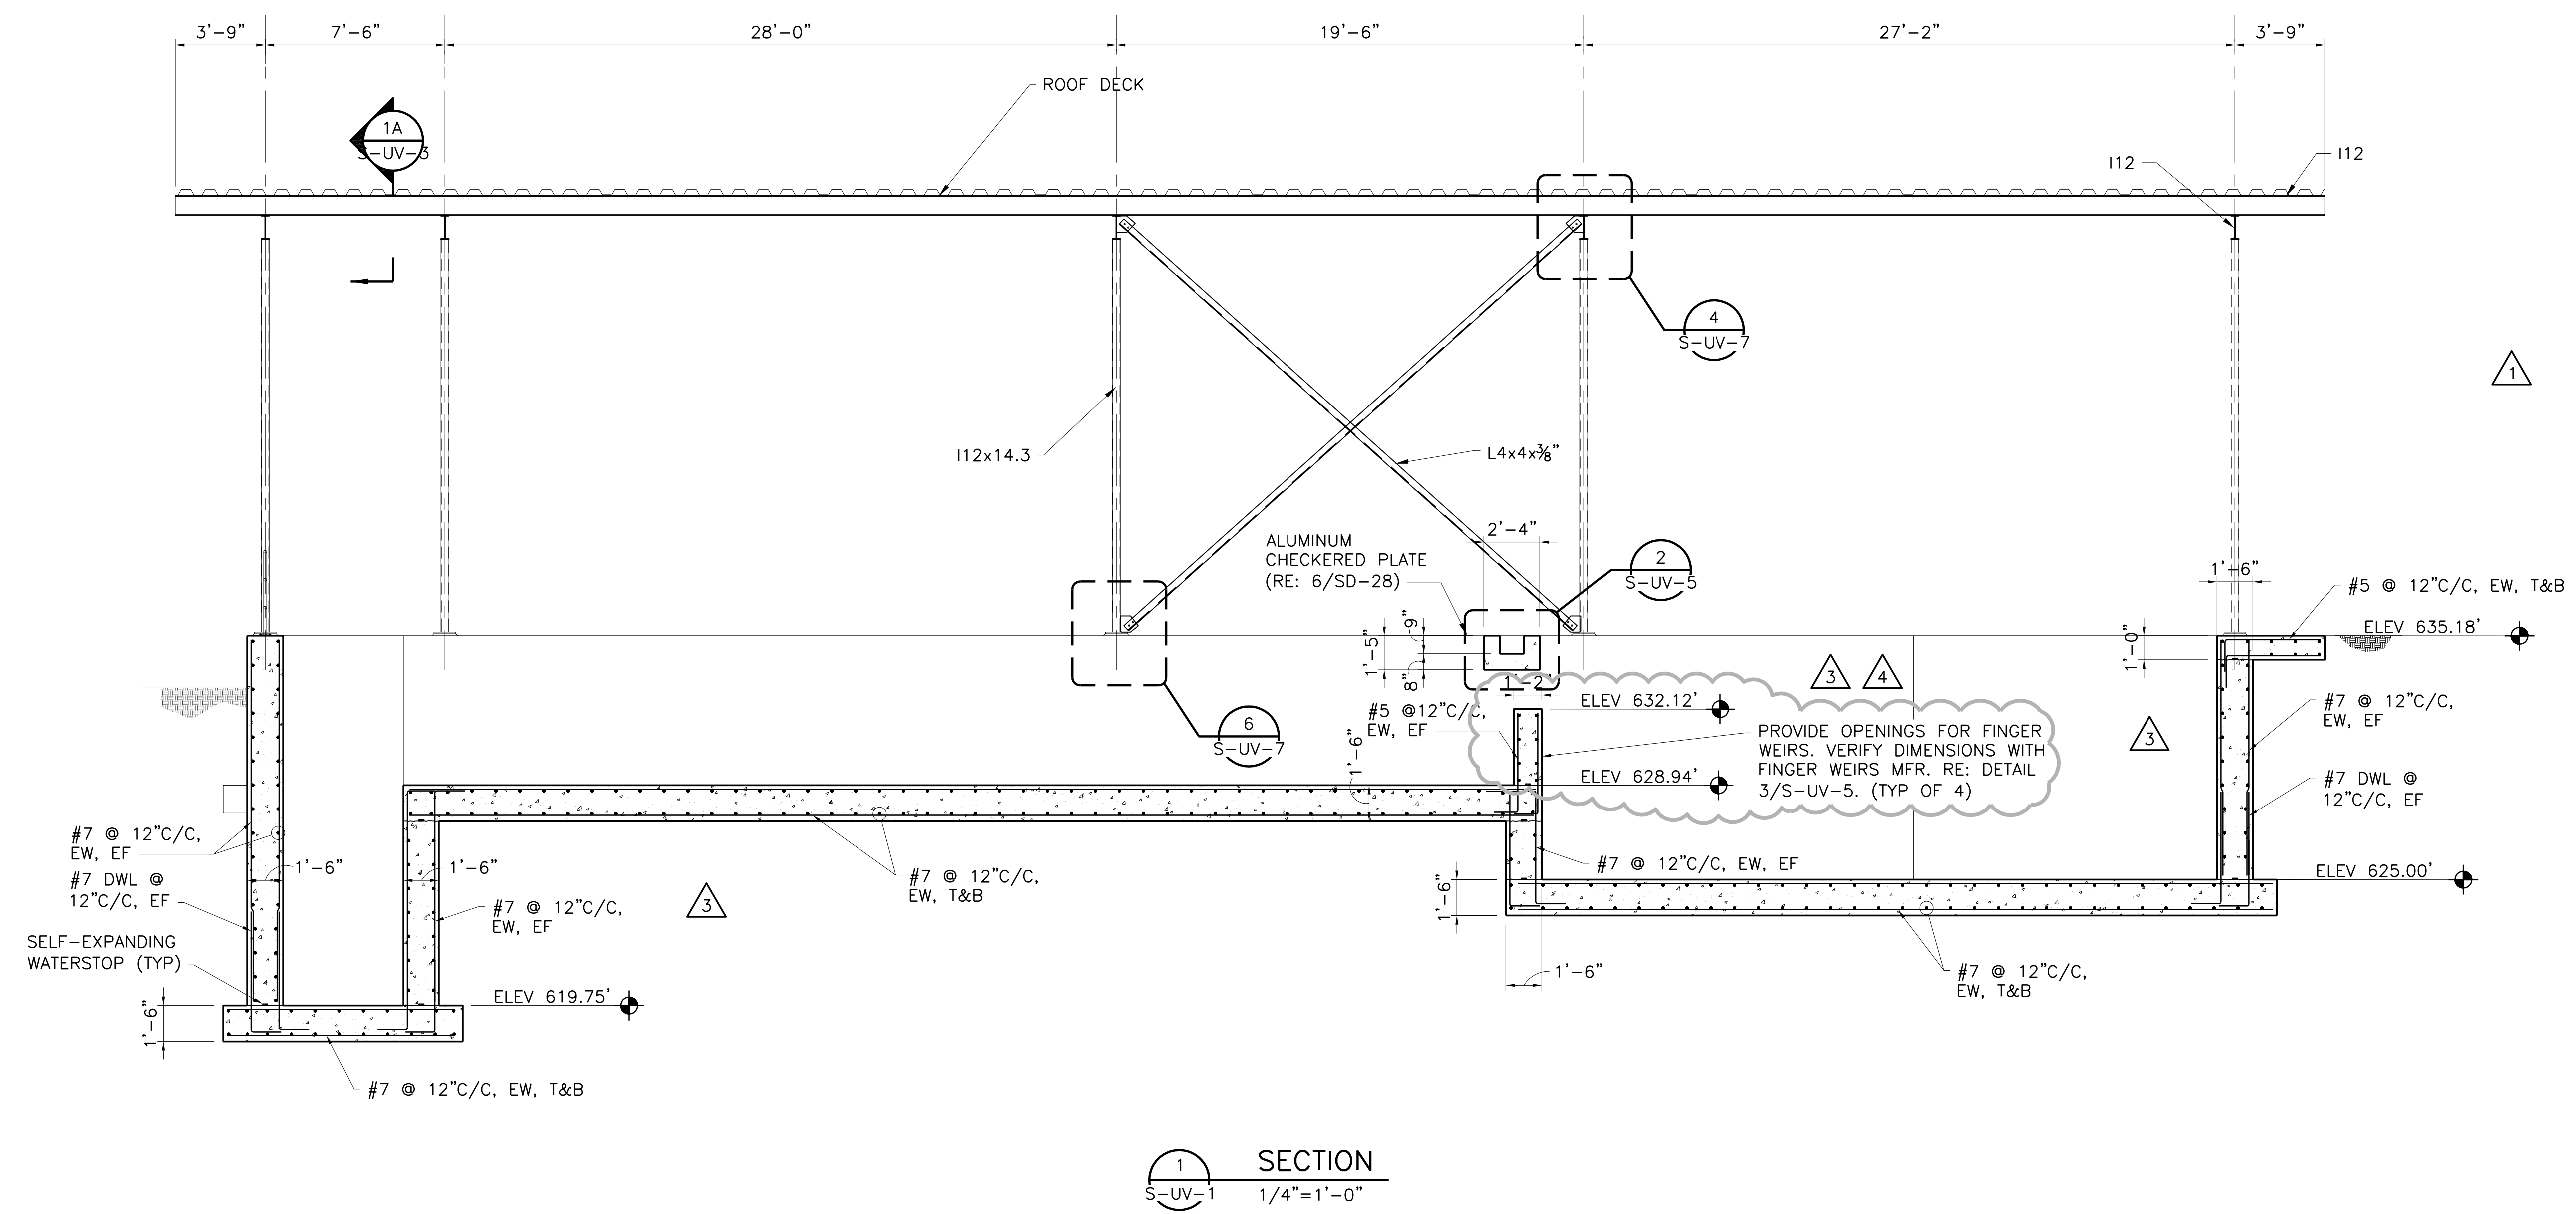 3'-9"
7'-6"
28'-0"
19'-6"
27'-2"
3'-9"
ROOF DECK
1A
S-UV-3
I12
I12
4
S-UV-7
1
I12x14.3
L4x4x⅜"
2'-4"
ALUMINUM
CHECKERED PLATE
(RE: 6/SD-28)
2
S-UV-5
1'-6"
#5 @ 12"C/C, EW, T&B
ELEV 635.18'
1'-0"
1'-5"
9"
8"
1'-2"
3
4
#5 @12"C/C,
EW, EF
ELEV 632.12'
PROVIDE OPENINGS FOR FINGER
WEIRS. VERIFY DIMENSIONS WITH
FINGER WEIRS MFR. RE: DETAIL
3/S-UV-5. (TYP OF 4)
3
#7 @ 12"C/C,
EW, EF
6
S-UV-7
1'-6"
ELEV 628.94'
#7 DWL @
12"C/C, EF
#7 @ 12"C/C,
EW, EF
1'-6"
1'-6"
#7 DWL @
12"C/C, EF
#7 @ 12"C/C,
EW, T&B
#7 @ 12"C/C, EW, EF
ELEV 625.00'
1'-6"
3
#7 @ 12"C/C,
EW, EF
SELF-EXPANDING
WATERSTOP (TYP)
1'-6"
#7 @ 12"C/C,
EW, T&B
ELEV 619.75'
1'-6"
#7 @ 12"C/C, EW, T&B
1
S-UV-1
SECTION
1/4"=1'-0"